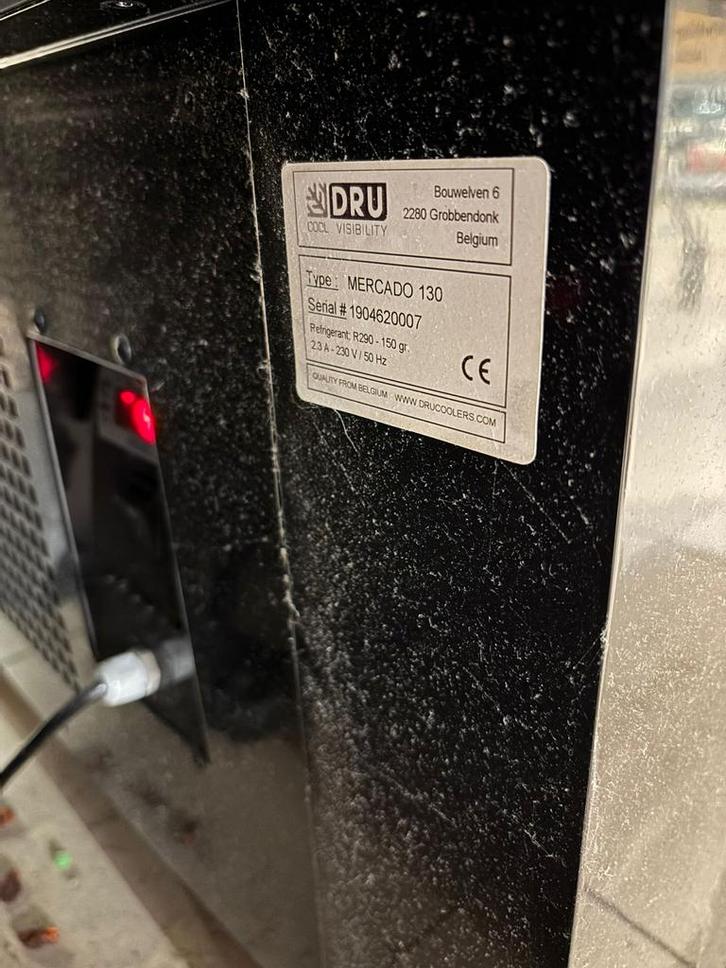 DRU
COOL VISIBILITY
Bouwelven 6
2280 Grobbendonk
Belgium
Type : MERCADO 130
Serial # 1904620007
Refrigerant: R290 - 150 gr.
2.3 A - 230 V / 50 Hz
CE
QUALITY FROM BELGIUM WWW.DRUCOOLERS.COM